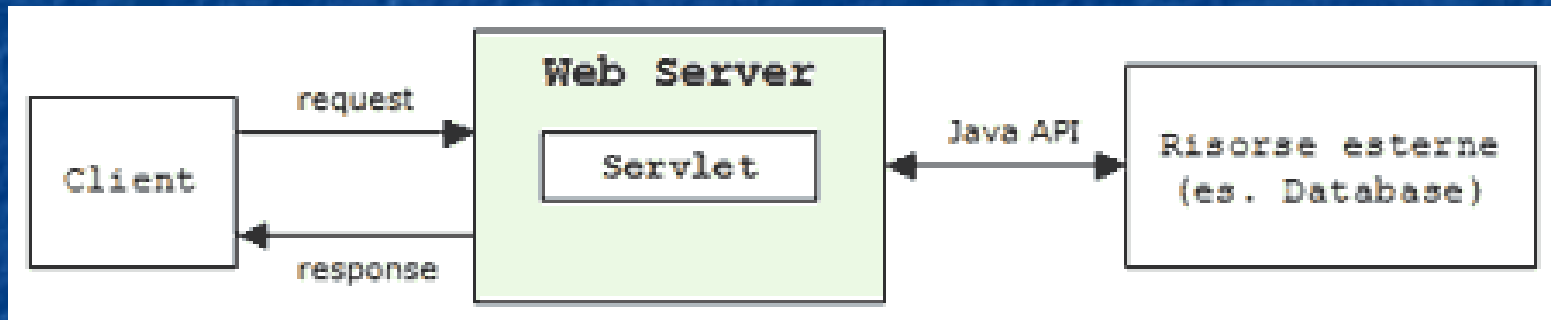 Client
request
response
Web Server
Servlet
Java API
Risorse esterne
(es. Database)